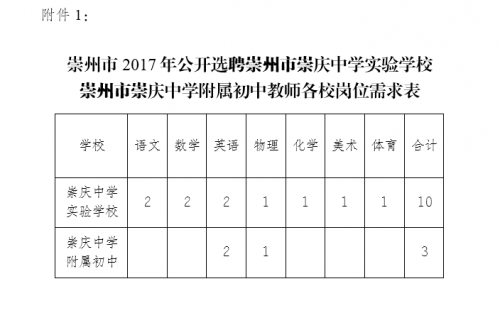 附件1：
崇州市2017年公开选聘崇州市崇庆中学实验学校
崇州市崇庆中学附属初中教师各校岗位需求表
学校 语文 数学 英语 物理 化学 美术 体育 合计
崇庆中学
实验学校 2 2 2 1 1 1 1 10
崇庆中学
附属初中 2 1 3